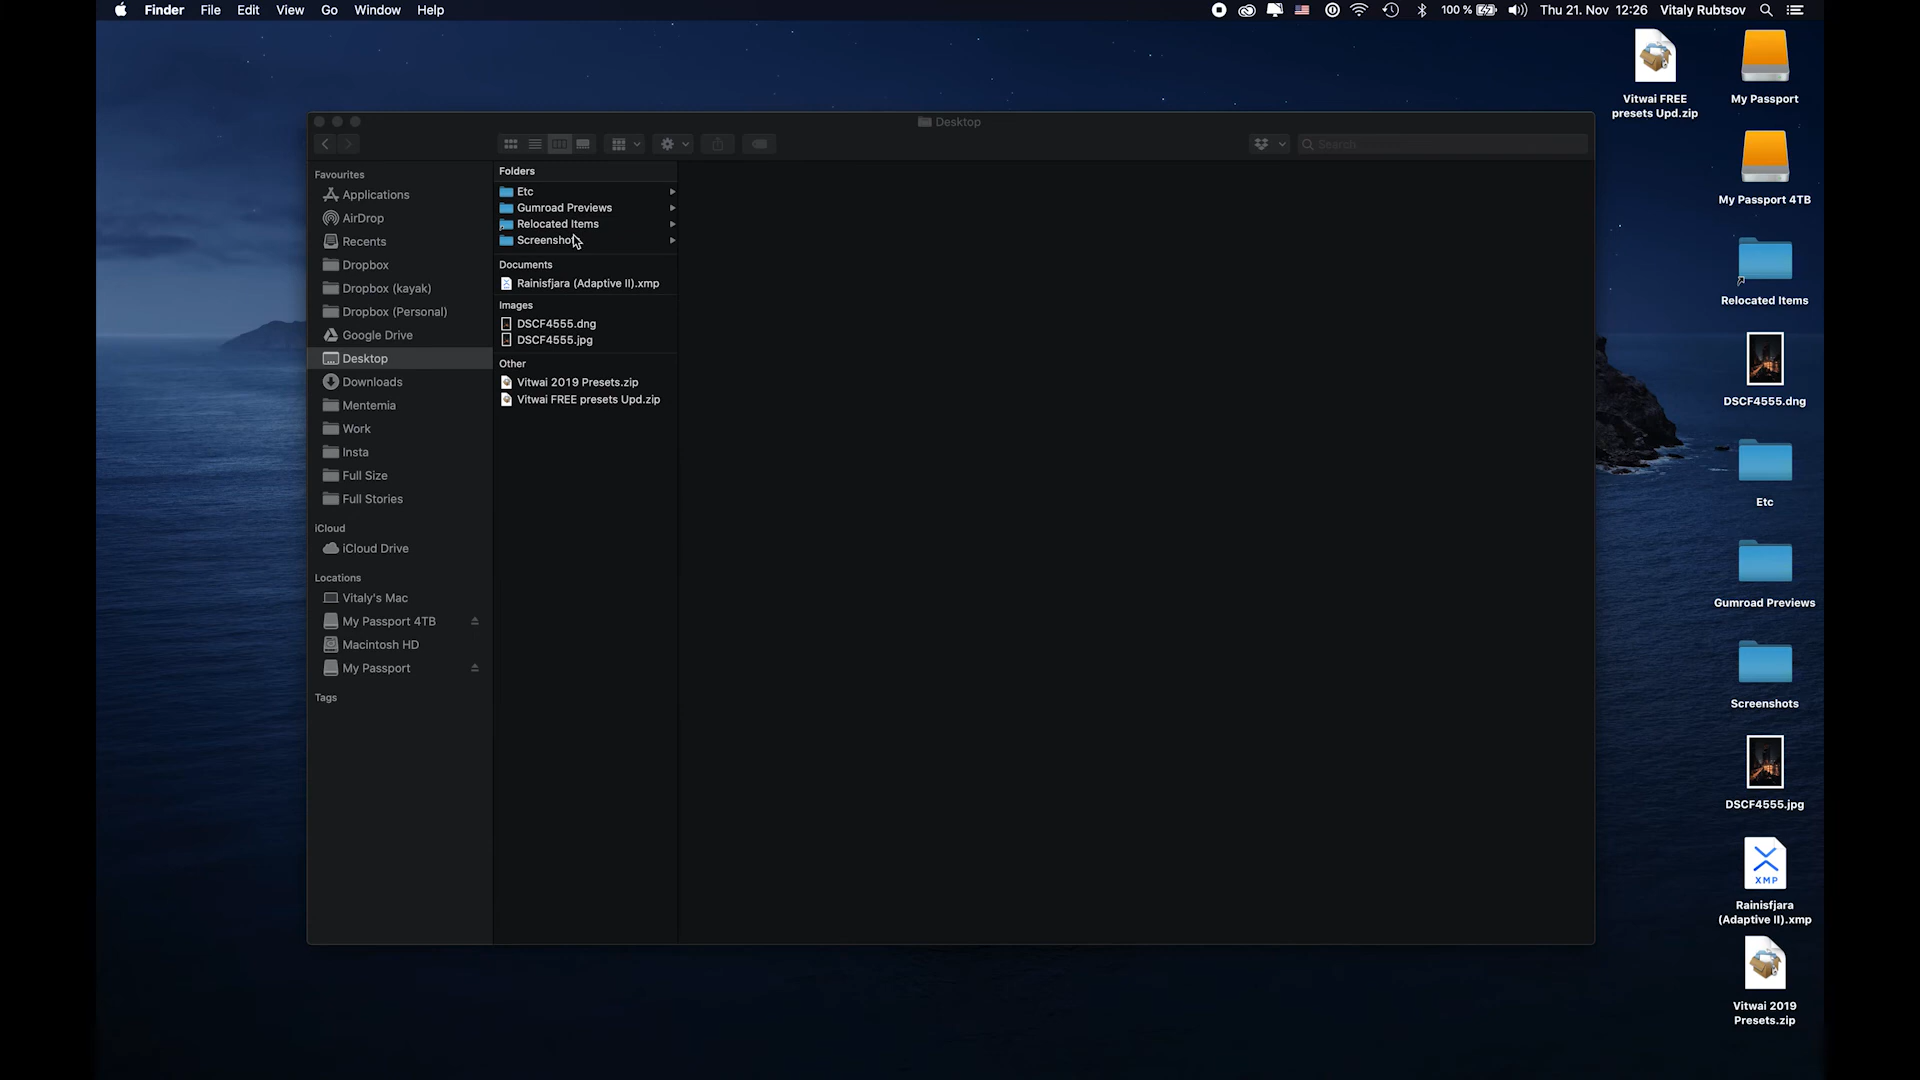 Finder File Edit View Go Window Help
100 % Thu 21. Nov 12:26 Vitaly Rubtsov
Desktop
Search
Favourites
Applications
AirDrop
Recents
Dropbox
Dropbox (kayak)
Dropbox (Personal)
Google Drive
Desktop
Downloads
Mentemia
Work
Insta
Full Size
Full Stories
iCloud
iCloud Drive
Locations
Vitaly's Mac
My Passport 4TB
Macintosh HD
My Passport
Tags
Folders
Etc
Gumroad Previews
Relocated Items
Screenshots
Documents
Rainisfjara (Adaptive II).xmp
Images
DSCF4555.dng
DSCF4555.jpg
Other
Vitwai 2019 Presets.zip
Vitwai FREE presets Upd.zip
Vitwai FREE
presets Upd.zip
My Passport
My Passport 4TB
Relocated Items
DSCF4555.dng
Etc
Gumroad Previews
Screenshots
DSCF4555.jpg
XMP
Rainisfjara
(Adaptive II).xmp
Vitwai 2019
Presets.zip